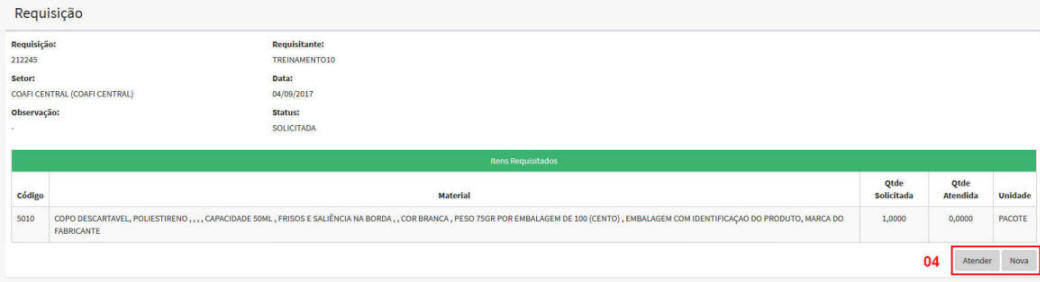 Requisição
Requisição: Requisitante:
212245 TREINAMENTO10
Setor: Data:
COAFI CENTRAL (COAFI CENTRAL) 04/09/2017
Observação: Status:
- SOLICITADA
Itens Requisitados
Código Material Qtde Solicitada Qtde Atendida Unidade
5010 COPO DESCARTAVEL, POLIESTIRENO , , , , CAPACIDADE 50ML , FRISOS E SALIÊNCIA NA BORDA , , COR BRANCA , PESO 75GR POR EMBALAGEM DE 100 (CENTO) , EMBALAGEM COM IDENTIFICAÇAO DO PRODUTO, MARCA DO 1,0000 0,0000 PACOTE
FABRICANTE
04 Atender Nova